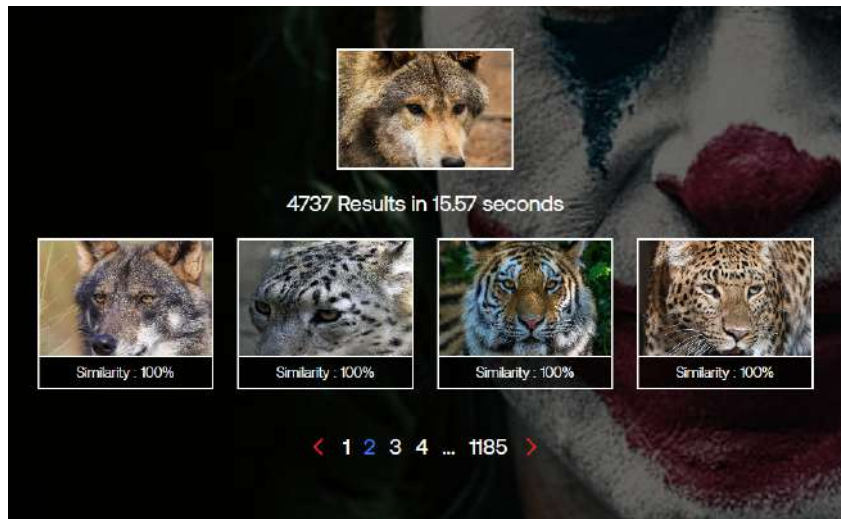 4737 Results in 15.57 seconds
Similarity : 100%
Similarity : 100%
Similarity : 100%
Similarity : 100%
1 2 3 4 ... 1185